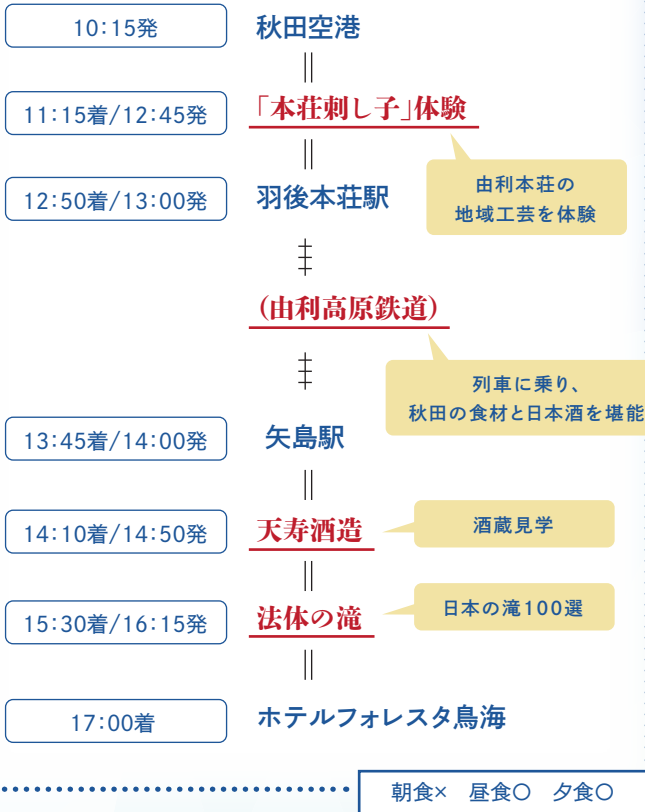 10:15発 秋田空港
11:15着/12:45発 「本荘刺し子」体験
由利本荘の
地域工芸を体験
12:50着/13:00発 羽後本荘駅
(由利高原鉄道)
列車に乗り、
秋田の食材と日本酒を堪能
13:45着/14:00発 矢島駅
14:10着/14:50発 天寿酒造 酒蔵見学
15:30着/16:15発 法体の滝 日本の滝100選
17:00着 ホテルフォレスタ鳥海
朝食× 昼食〇 夕食〇